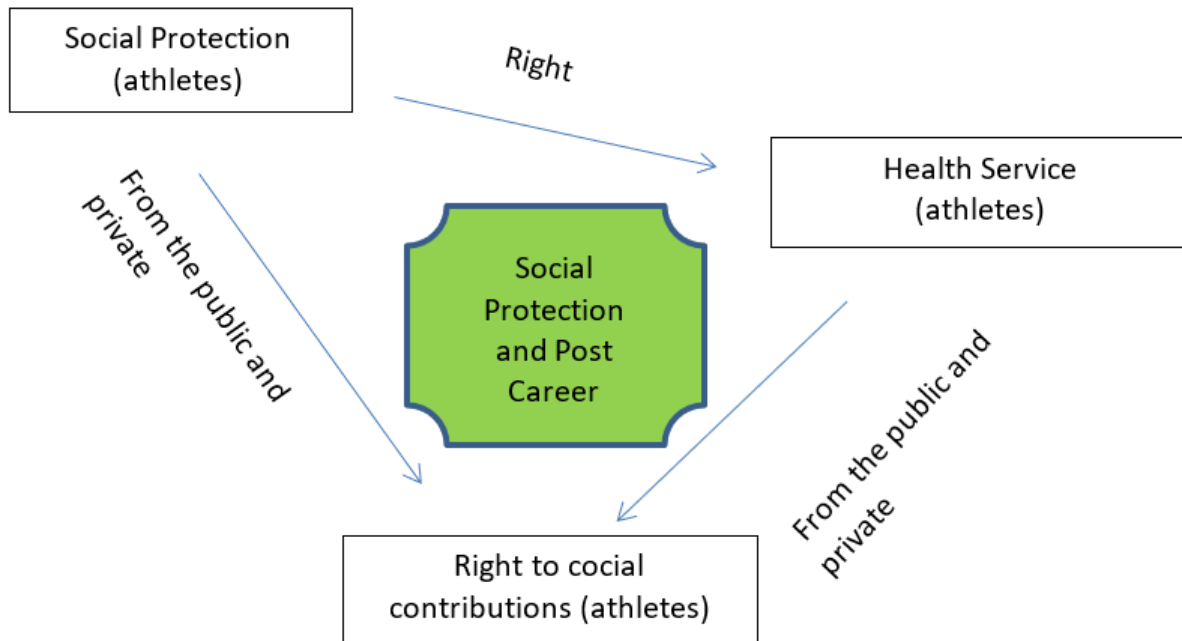 Social Protection
(athletes)
Right
Health Service
(athletes)
From the public and
private
Social
Protection
and Post
Career
From the public and
private
Right to cocial
contributions (athletes)